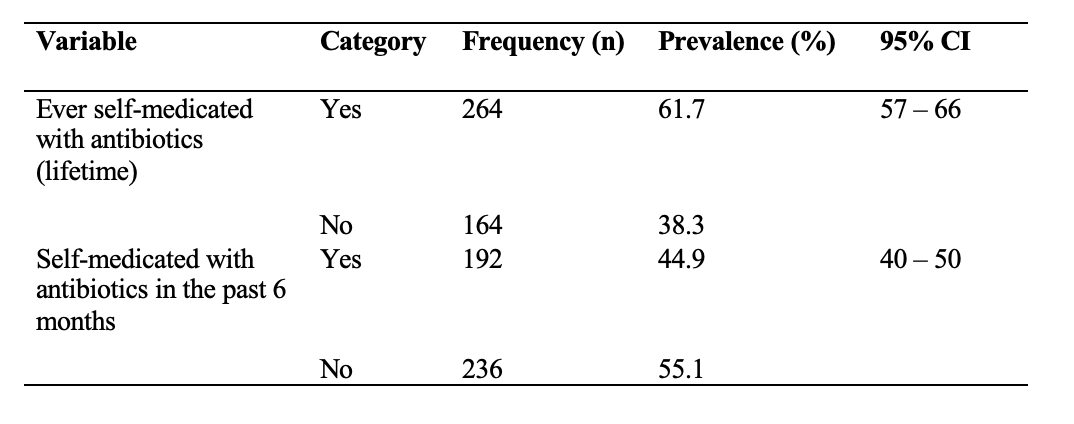 Variable Category Frequency (n) Prevalence (%) 95% CI
Ever self-medicated Yes 264 61.7 57 – 66
with antibiotics
(lifetime)
No 164 38.3
Self-medicated with Yes 192 44.9 40 – 50
antibiotics in the past 6
months
No 236 55.1